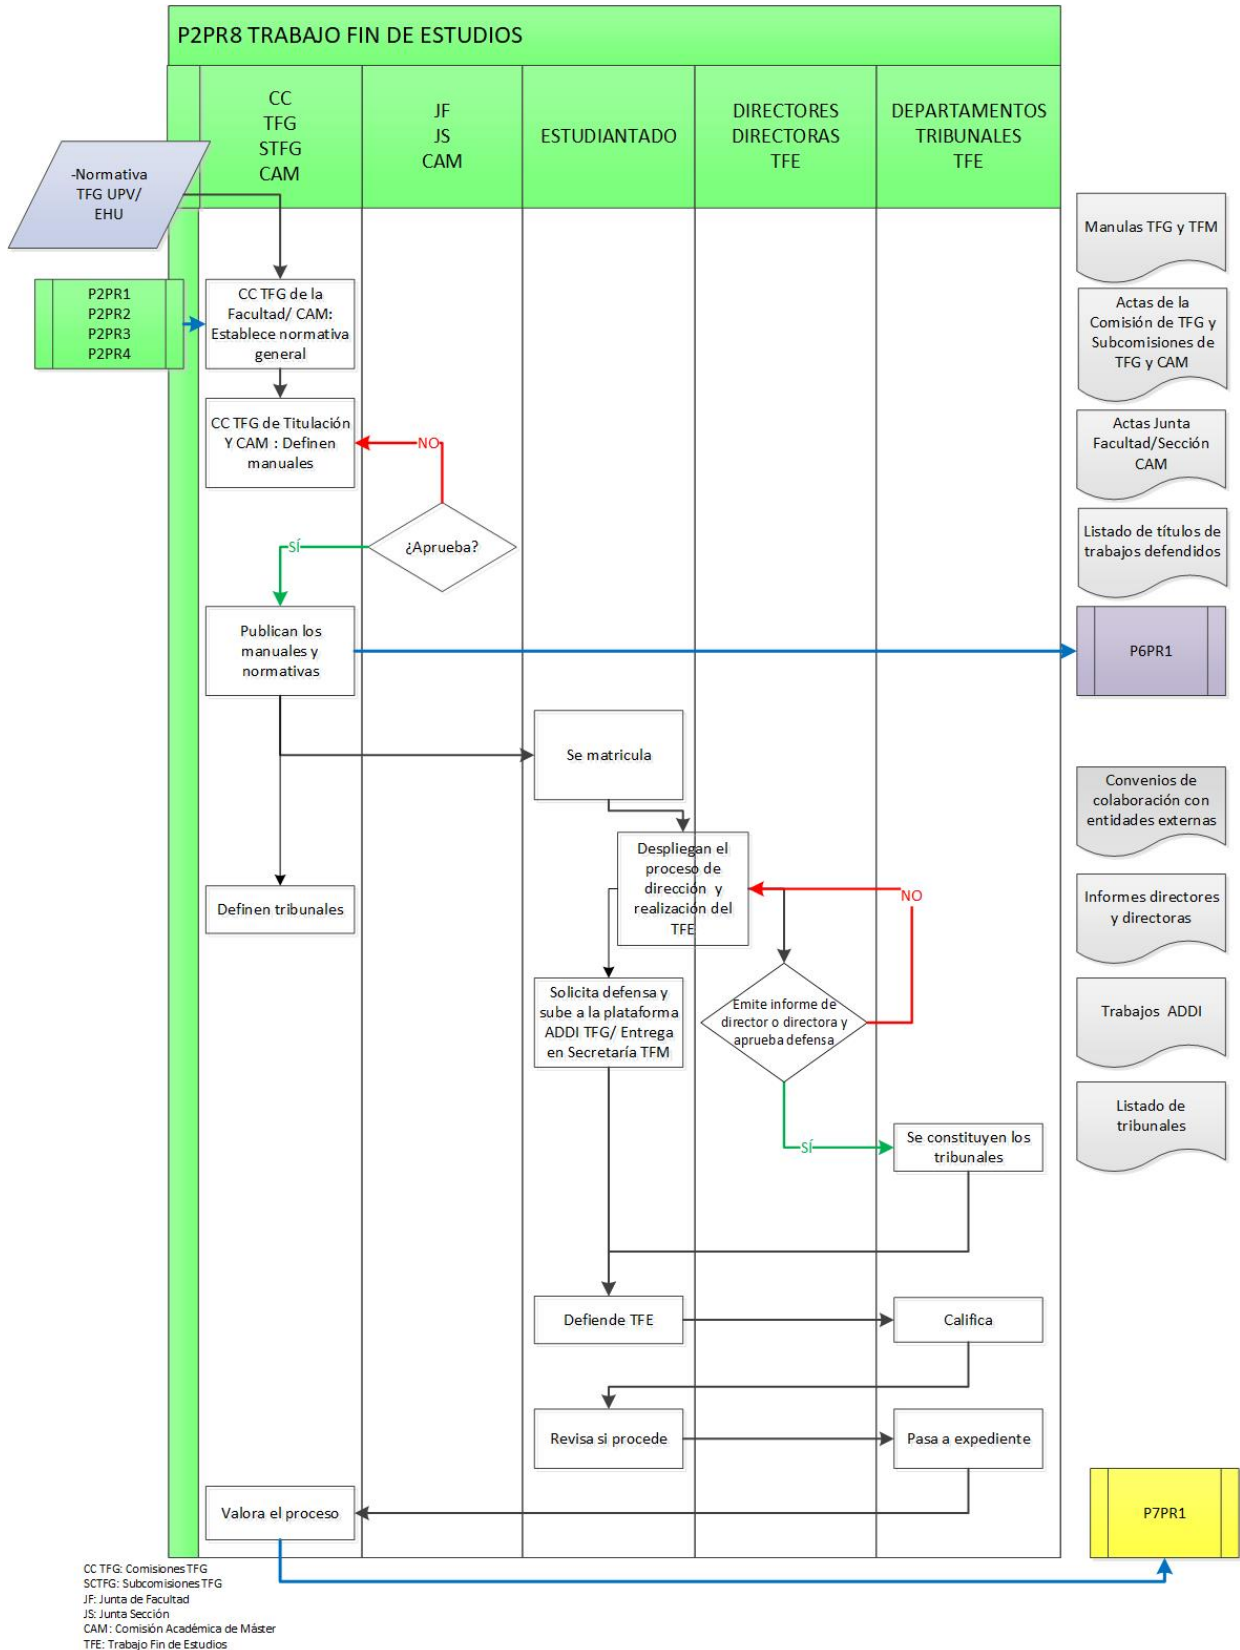 P2PR8 TRABAJO FIN DE ESTUDIOS
CC
TFG
STFG
CAM
JF
JS
CAM
ESTUDIANTADO
DIRECTORES
DIRECTORAS
TFE
DEPARTAMENTOS
TRIBUNALES
TFE
-Normativa
TFG UPV/
EHU
P2PR1
P2PR2
P2PR3
P2PR4
CC TFG de la
Facultad/ CAM:
Establece normativa
general
CC TFG de Titulación
Y CAM : Definen
manuales
NO
¿Aprueba?
SÍ
Publican los
manuales y
normativas
Se matricula
Despliegan el
proceso de
dirección y
realización del
TFE
NO
Definen tribunales
Solicita defensa y
sube a la plataforma
ADDI TFG/ Entrega
en Secretaría TFM
Emite informe de
director o directora y
aprueba defensa
SÍ
Se constituyen los
tribunales
Defiende TFE
Califica
Revisa si procede
Pasa a expediente
Valora el proceso
Manulas TFG y TFM
Actas de la
Comisión de TFG y
Subcomisiones de
TFG y CAM
Actas Junta
Facultad/Sección
CAM
Listado de títulos de
trabajos defendidos
P6PR1
Convenios de
colaboración con
entidades externas
Informes directores
y directoras
Trabajos ADDI
Listado de
tribunales
P7PR1
CC TFG: Comisiones TFG
SCTFG: Subcomisiones TFG
JF: Junta de Facultad
JS: Junta Sección
CAM: Comisión Académica de Máster
TFE: Trabajo Fin de Estudios